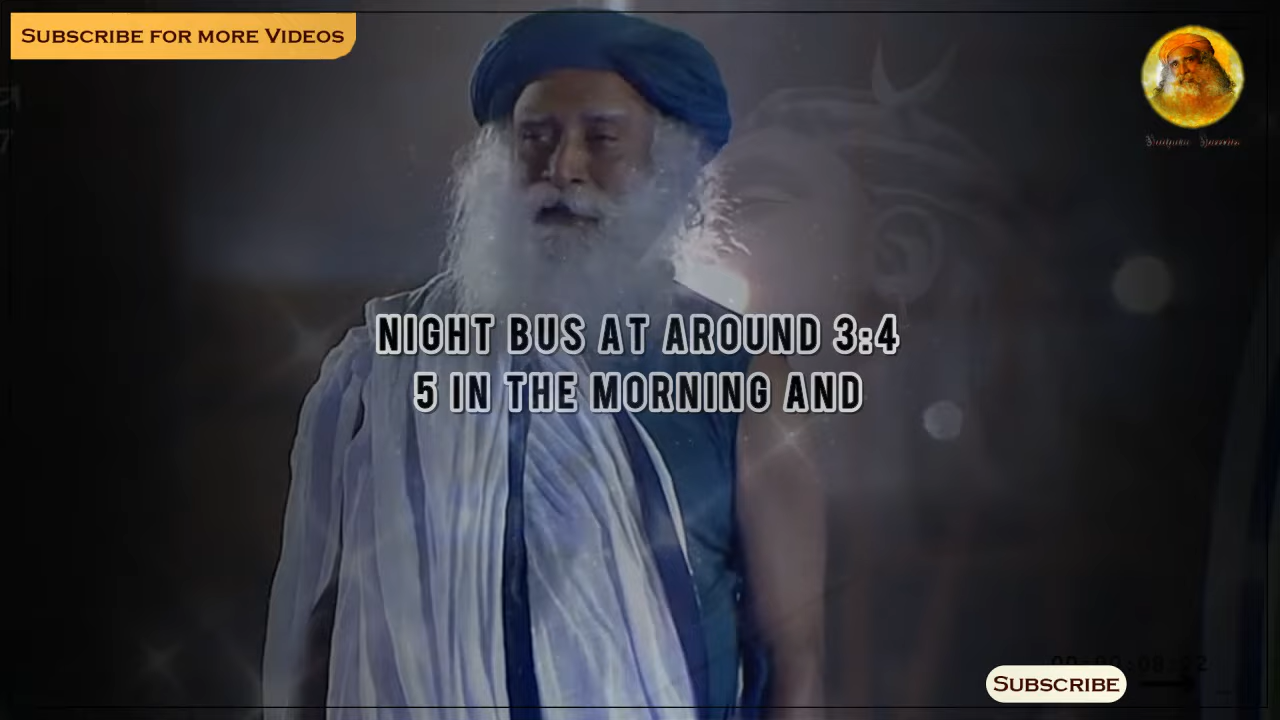 Subscribe for more Videos
NIGHT BUS AT AROUND 3:4
5 IN THE MORNING AND
Subscribe